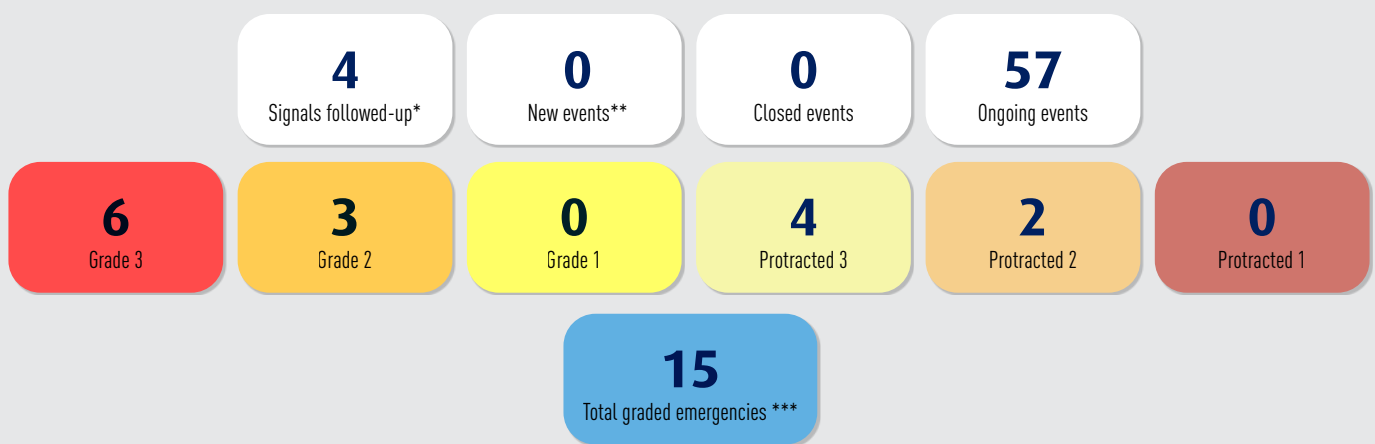 4
Signals followed-up*
0
New events**
0
Closed events
57
Ongoing events
6
Grade 3
3
Grade 2
0
Grade 1
4
Protracted 3
2
Protracted 2
0
Protracted 1
15
Total graded emergencies ***